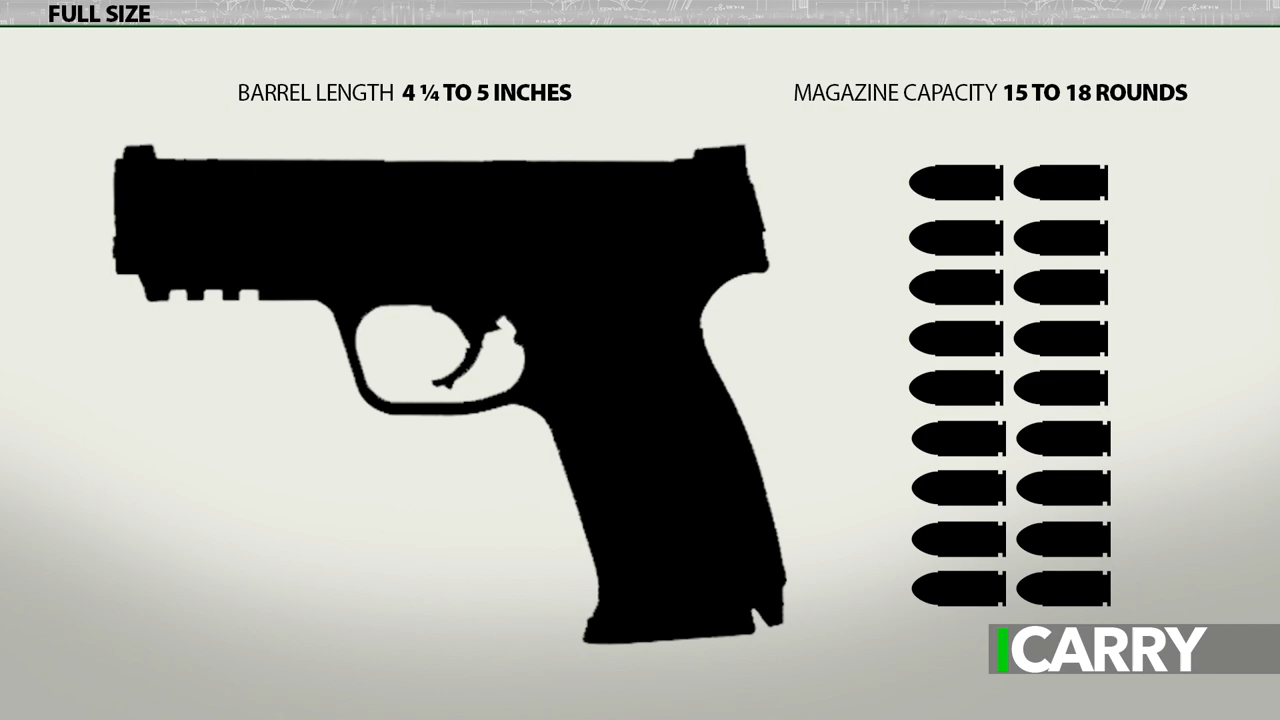 FULL SIZE
BARREL LENGTH 4 ¼ TO 5 INCHES
MAGAZINE CAPACITY 15 TO 18 ROUNDS
CARRY